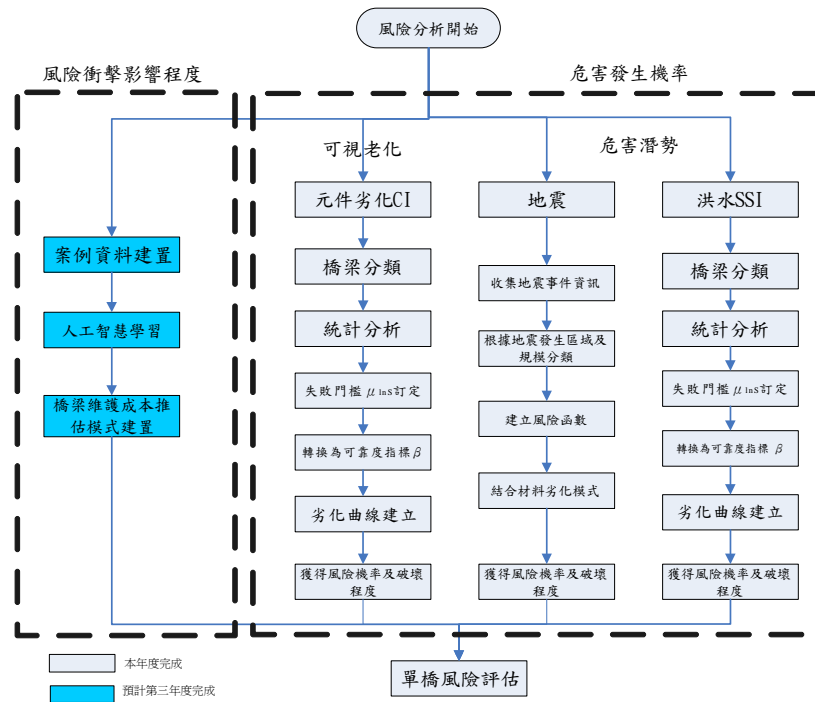 風險分析開始
風險衝擊影響程度
危害發生機率
可視老化
危害潛勢
案例資料建置
人工智慧學習
橋梁維護成本推
估模式建置
元件劣化CI
橋梁分類
統計分析
失敗門檻μlnS訂定
轉換為可靠度指標β
劣化曲線建立
獲得風險機率及破壞
程度
地震
收集地震事件資訊
根據地震發生區域及
規模分類
建立風險函數
結合材料劣化模式
獲得風險機率及破壞
程度
洪水SSI
橋梁分類
統計分析
失敗門檻μlnS訂定
轉換為可靠度指標 β
劣化曲線建立
獲得風險機率及破壞
程度
單橋風險評估
本年度完成
預計第三年度完成